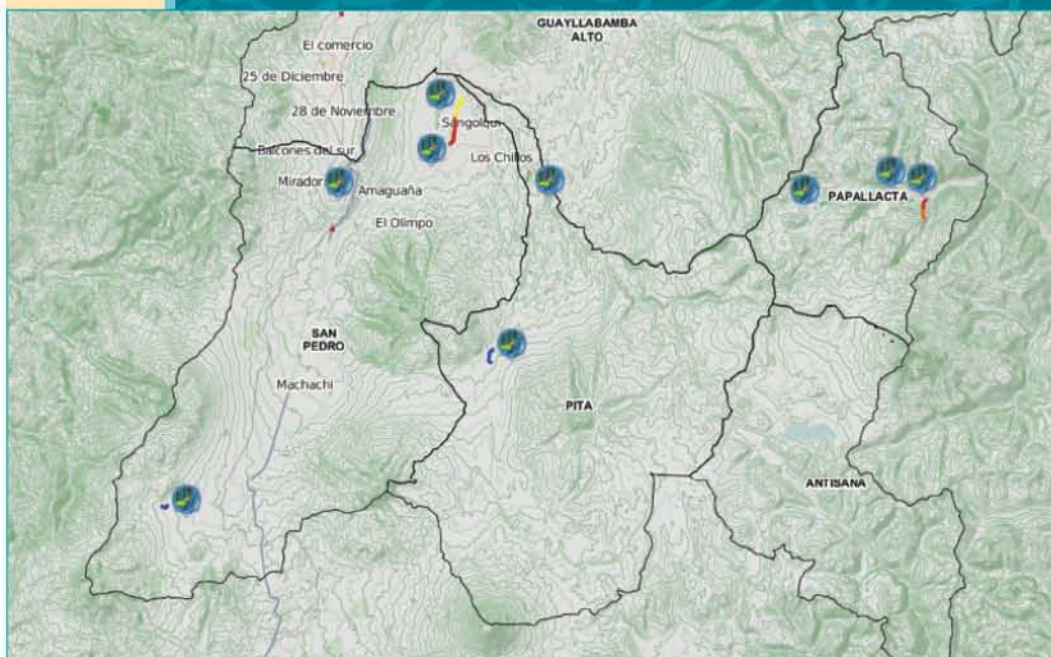 GUAYLLABAMBA
ALTO
El comercio
25 de Diciembre
28 de Noviembre
Sangolquí
Balcones del sur
Los Chillos
Mirador
Amaguaña
PAPALLACTA
El Olimpo
SAN
PEDRO
Machachi
PITA
ANTISANA